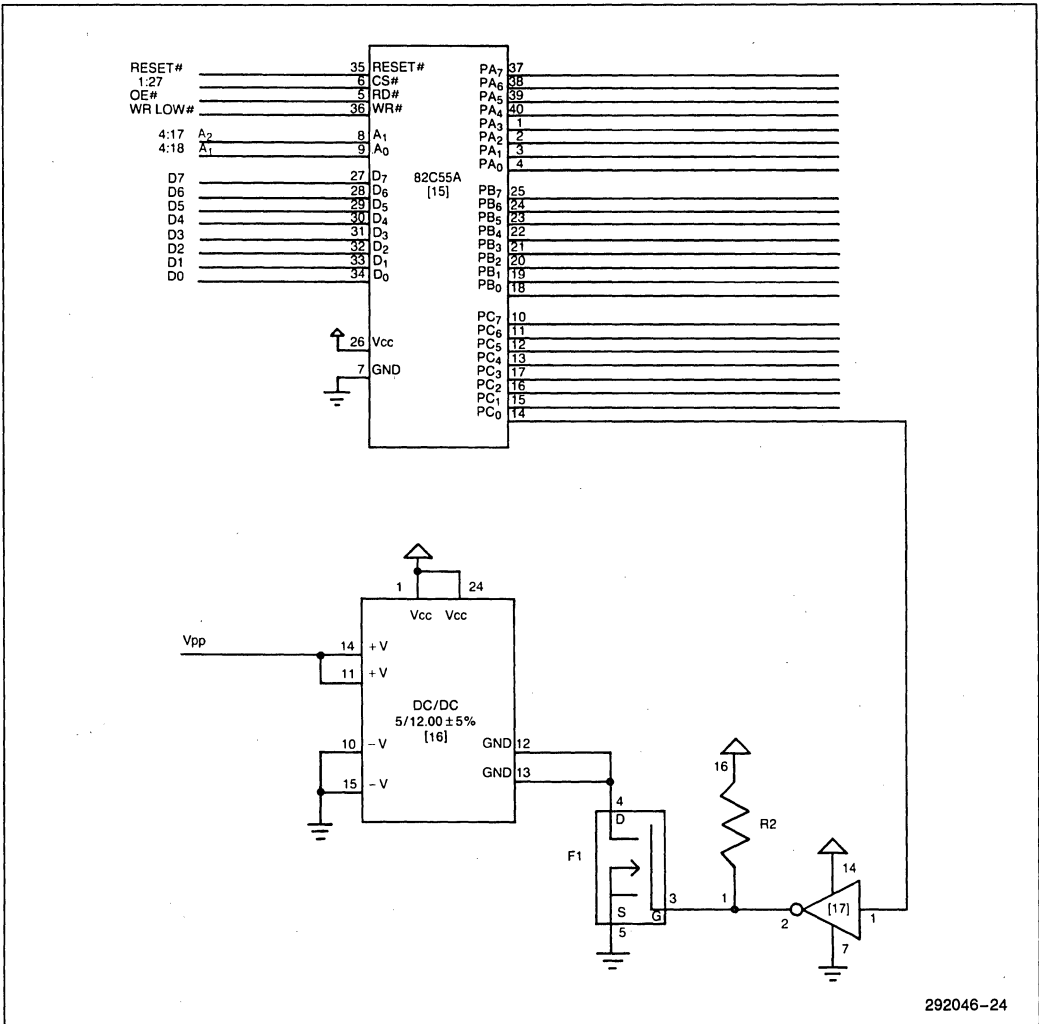 RESET# 35 RESET# PA7 37
1:27 6 CS# PA6 38
OE# 5 RD# PA5 39
WR LOW# 36 WR# PA4 40
PA3 1
4:17 A2 8 A1 PA2 2
4:18 A1 9 A0 PA1 3
PA0 4
82C55A
[15]
D7 27 D7 PB7 25
D6 28 D6 PB6 24
D5 29 D5 PB5 23
D4 30 D4 PB4 22
D3 31 D3 PB3 21
D2 32 D2 PB2 20
D1 33 D1 PB1 19
D0 34 D0 PB0 18
PC7 10
PC6 11
26 Vcc PC5 12
PC4 13
7 GND PC3 17
PC2 16
PC1 15
PC0 14
1 24
Vcc Vcc
Vpp 14 +V
11 +V
DC/DC
5/12.00 ±5%
[16]
10 −V GND 12
15 −V GND 13
16
R2
4
D
F1
14
3 1 2 [17] 1
S G
5
7
292046–24